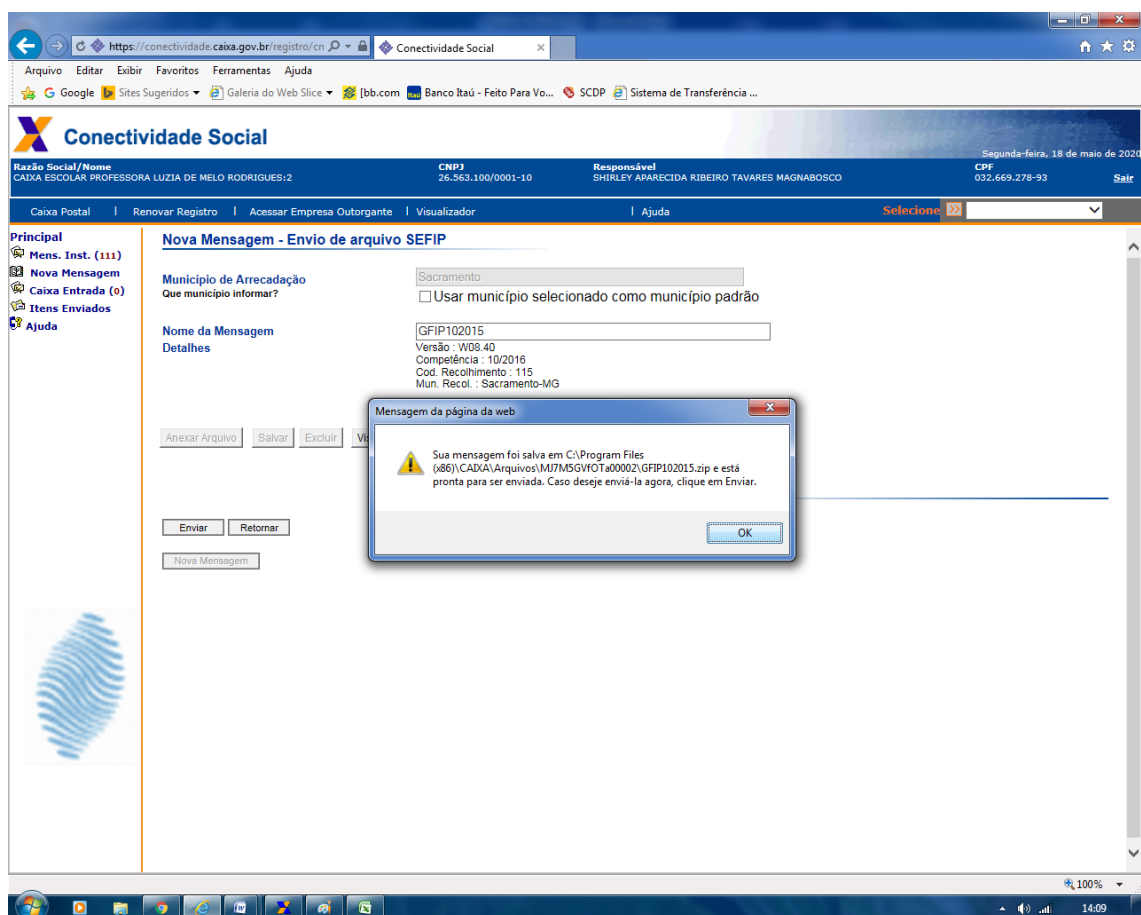 https://conectividade.caixa.gov.br/registro/cn
Conectividade Social
Arquivo Editar Exibir Favoritos Ferramentas Ajuda
Google Sites Sugeridos Galeria do Web Slice [bb.com Banco Itaú - Feito Para Vo... SCDP Sistema de Transferência ...
Conectividade Social
Segunda-feira, 18 de maio de 2020
Razão Social/Nome CNPJ Responsável CPF
CAIXA ESCOLAR PROFESSORA LUZIA DE MELO RODRIGUES:2 26.563.100/0001-10 SHIRLEY APARECIDA RIBEIRO TAVARES MAGNABOSCO 032.669.278-93 Sair
Caixa Postal | Renovar Registro | Acessar Empresa Outorgante | Visualizador | Ajuda Selecione
Principal
Mens. Inst. (111)
Nova Mensagem
Caixa Entrada (0)
Itens Enviados
Ajuda
Nova Mensagem - Envio de arquivo SEFIP
Município de Arrecadação Sacramento
Que município informar? Usar município selecionado como município padrão
Nome da Mensagem GFIP102015
Detalhes Versão : W08.40
Competência : 10/2016
Cod. Recolhimento : 115
Mun. Recol. : Sacramento-MG
Anexar Arquivo Salvar Excluir
Mensagem da página da web
Sua mensagem foi salva em C:\Program Files
(x86)\CAIXA\Arquivos\MJ7M5GVfOTa00002\GFIP102015.zip e está
pronta para ser enviada. Caso deseje enviá-la agora, clique em Enviar.
OK
Enviar Retornar
Nova Mensagem
100%
14:09